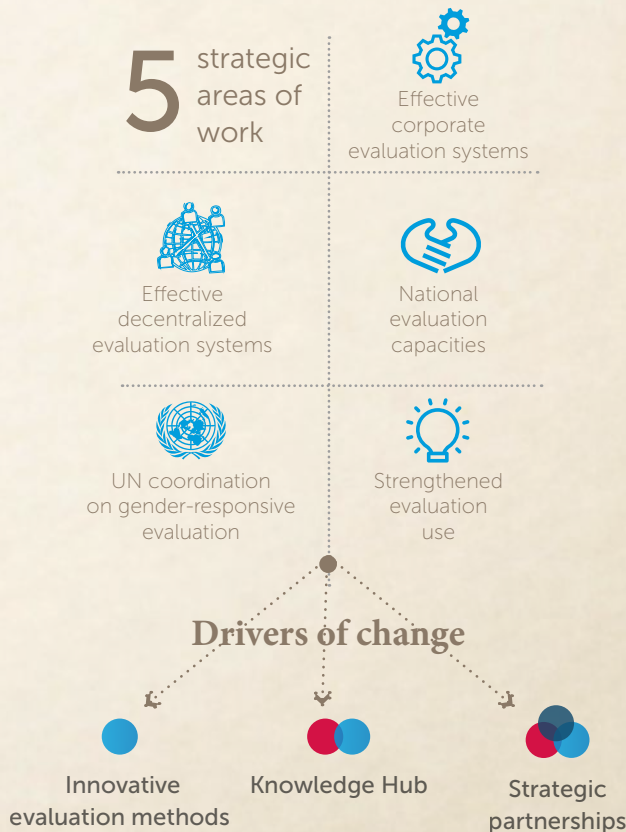 5
strategic
areas of
work
Effective
corporate
evaluation systems
Effective
decentralized
evaluation systems
National
evaluation
capacities
UN coordination
on gender-responsive
evaluation
Strengthened
evaluation
use
Drivers of change
Innovative
evaluation methods
Knowledge Hub
Strategic
partnerships